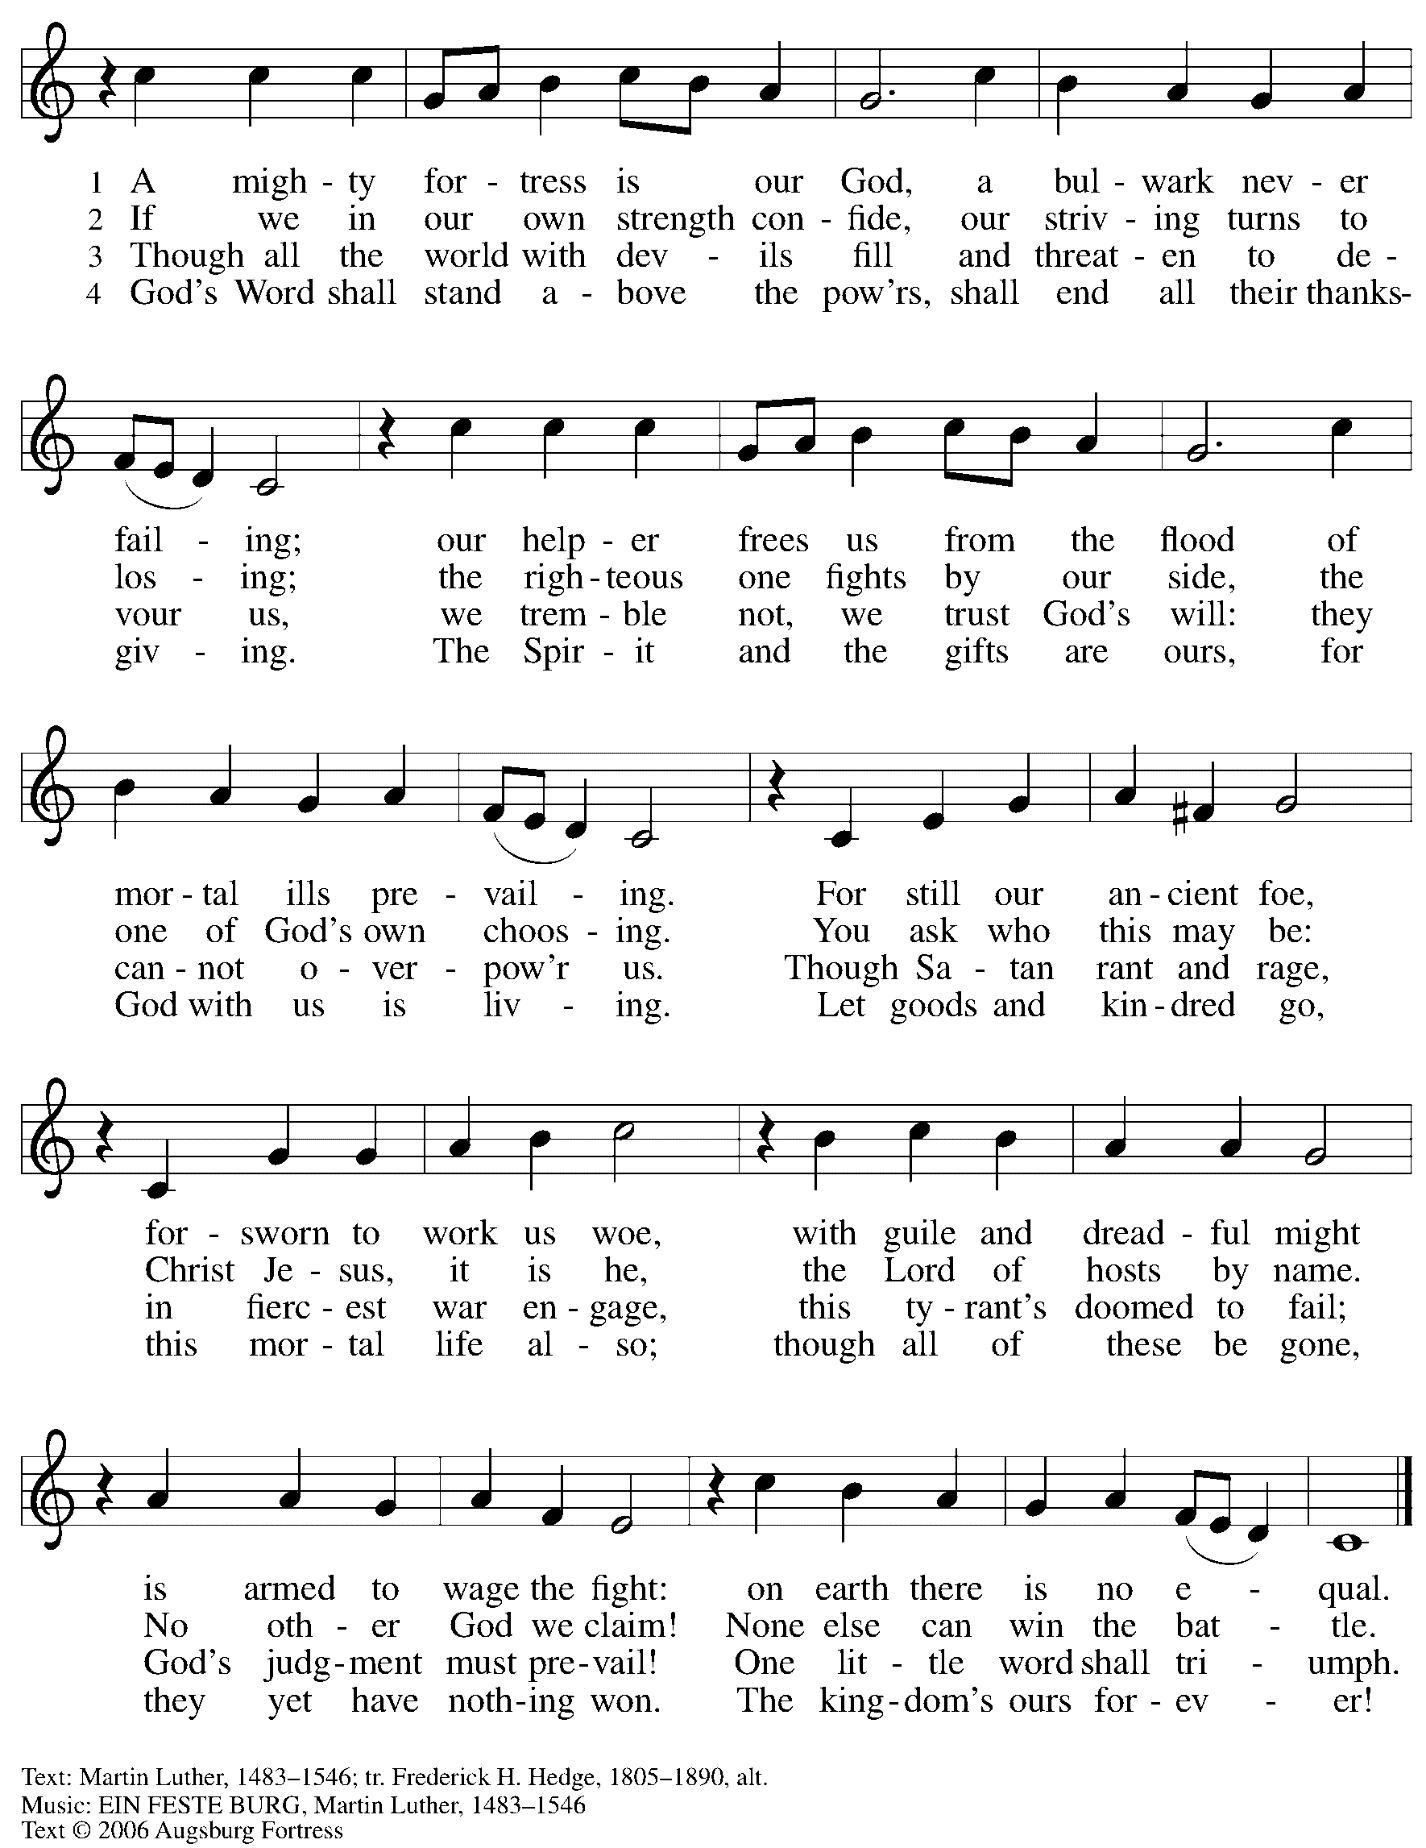 1 A migh - ty for - tress is our God, a bul - wark nev - er
2 If we in our own strength con - fide, our striv - ing turns to
3 Though all the world with dev - ils fill and threat - en to de -
4 God's Word shall stand a - bove the pow'rs, shall end all their thanks-
fail - ing; our help - er frees us from the flood of
los - ing; the righ - teous one fights by our side, the
vour us, we trem - ble not, we trust God's will: they
giv - ing. The Spir - it and the gifts are ours, for
mor - tal ills pre - vail - ing. For still our an - cient foe,
one of God's own choos - ing. You ask who this may be:
can - not o - ver - pow'r us. Though Sa - tan rant and rage,
God with us is liv - ing. Let goods and kin - dred go,
for - sworn to work us woe, with guile and dread - ful might
Christ Je - sus, it is he, the Lord of hosts by name.
in fierc - est war en - gage, this ty - rant's doomed to fail;
this mor - tal life al - so; though all of these be gone,
is armed to wage the fight: on earth there is no e - qual.
No oth - er God we claim! None else can win the bat - tle.
God's judg - ment must pre - vail! One lit - tle word shall tri - umph.
they yet have noth - ing won. The king - dom's ours for - ev - er!
Text: Martin Luther, 1483–1546; tr. Frederick H. Hedge, 1805–1890, alt.
Music: EIN FESTE BURG, Martin Luther, 1483–1546
Text © 2006 Augsburg Fortress